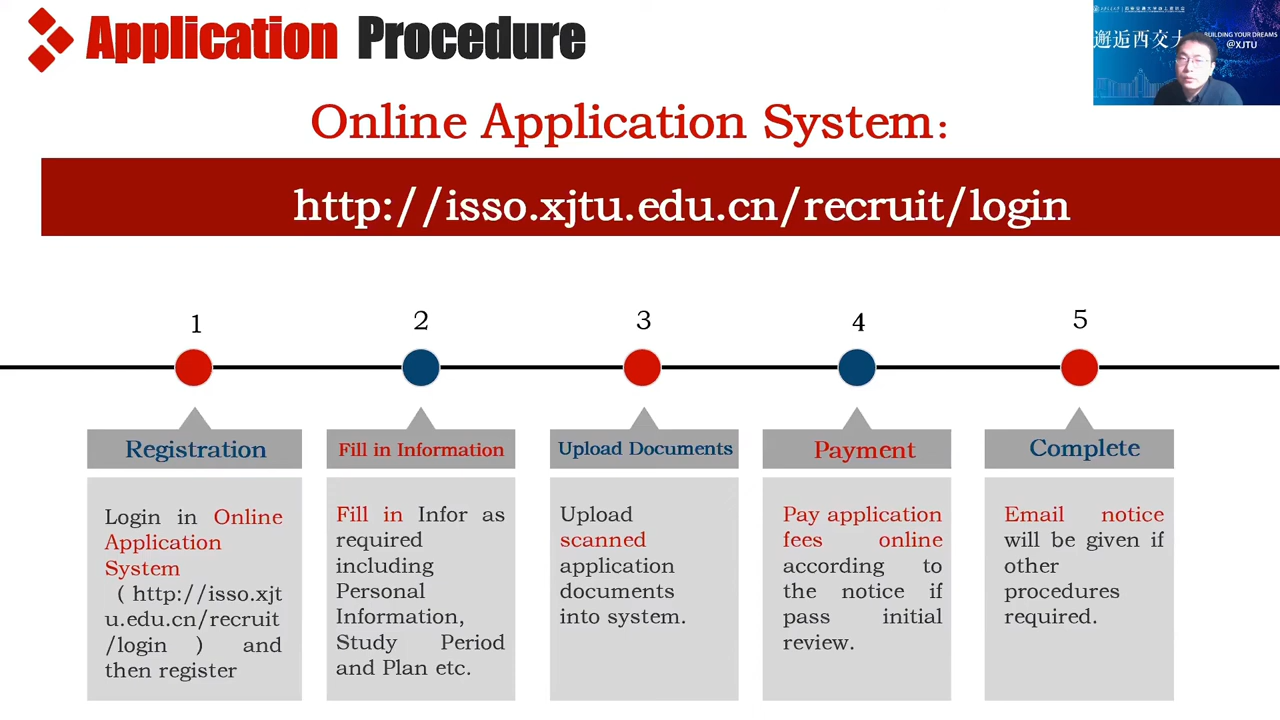 Application Procedure
邂逅西交大
BUILDING YOUR DREAMS
@XJTU
Online Application System:
http://isso.xjtu.edu.cn/recruit/login
1
2
3
4
5
Registration
Fill in Information
Upload Documents
Payment
Complete
Login in Online
Application
System
( http://isso.xjt
u.edu.cn/recruit
/login ) and
then register
Fill in Infor as
required
including
Personal
Information,
Study Period
and Plan etc.
Upload
scanned
application
documents
into system.
Pay application
fees online
according to
the notice if
pass initial
review.
Email notice
will be given if
other
procedures
required.